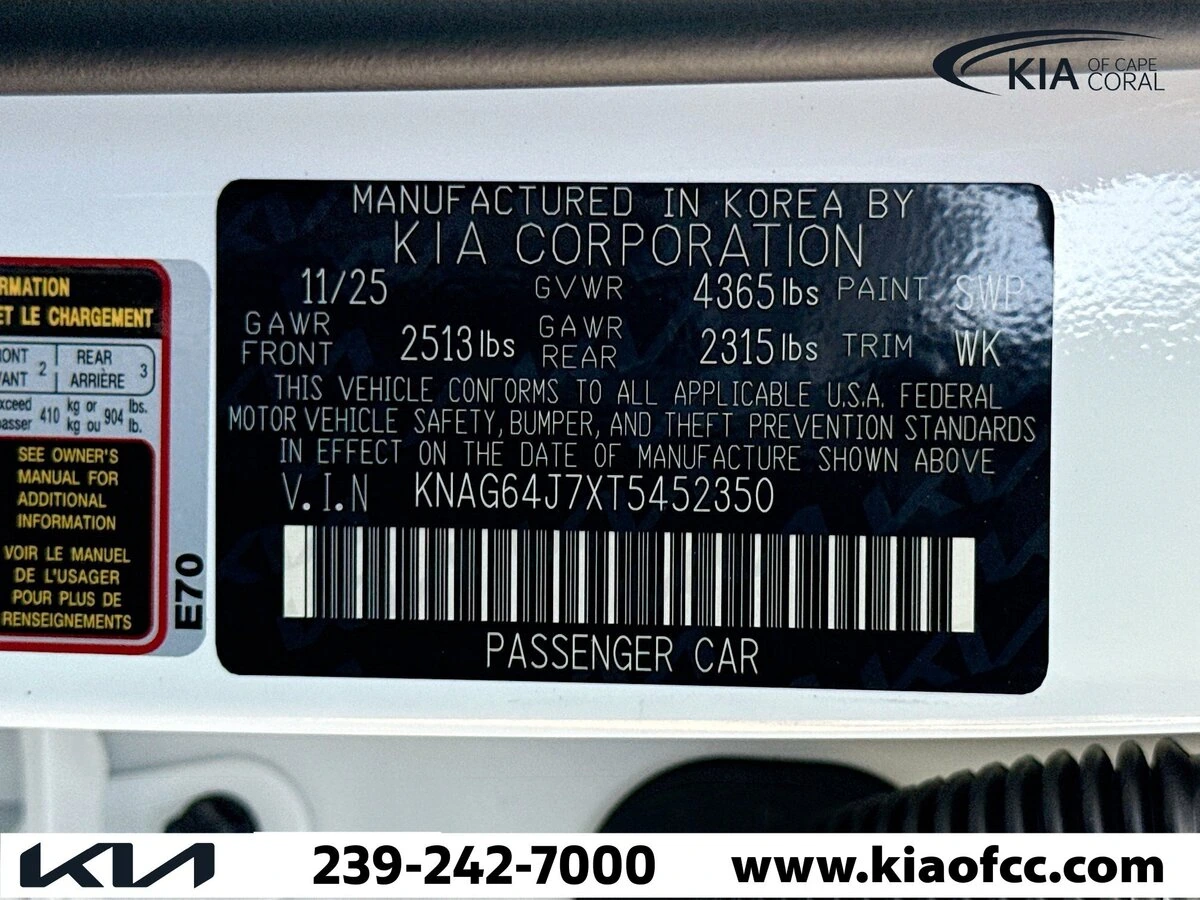 KIA OF CAPE CORAL
MANUFACTURED IN KOREA BY
KIA CORPORATION
11/25 GVWR 4365 lbs PAINT SWP
GAWR FRONT 2513 lbs GAWR REAR 2315 lbs TRIM WK
THIS VEHICLE CONFORMS TO ALL APPLICABLE U.S.A. FEDERAL
MOTOR VEHICLE SAFETY, BUMPER, AND THEFT PREVENTION STANDARDS
IN EFFECT ON THE DATE OF MANUFACTURE SHOWN ABOVE
V.I.N KNAG64J7XT5452350
PASSENGER CAR
RMATION
ET LE CHARGEMENT
RONT
VANT 2
REAR
ARRIÈRE 3
xceed
passer 410 kg or kg ou 904 lbs. lb.
SEE OWNER'S
MANUAL FOR
ADDITIONAL
INFORMATION
VOIR LE MANUEL
DE L'USAGER
POUR PLUS DE
RENSEIGNEMENTS
E70
KIA 239-242-7000 www.kiaofcc.com